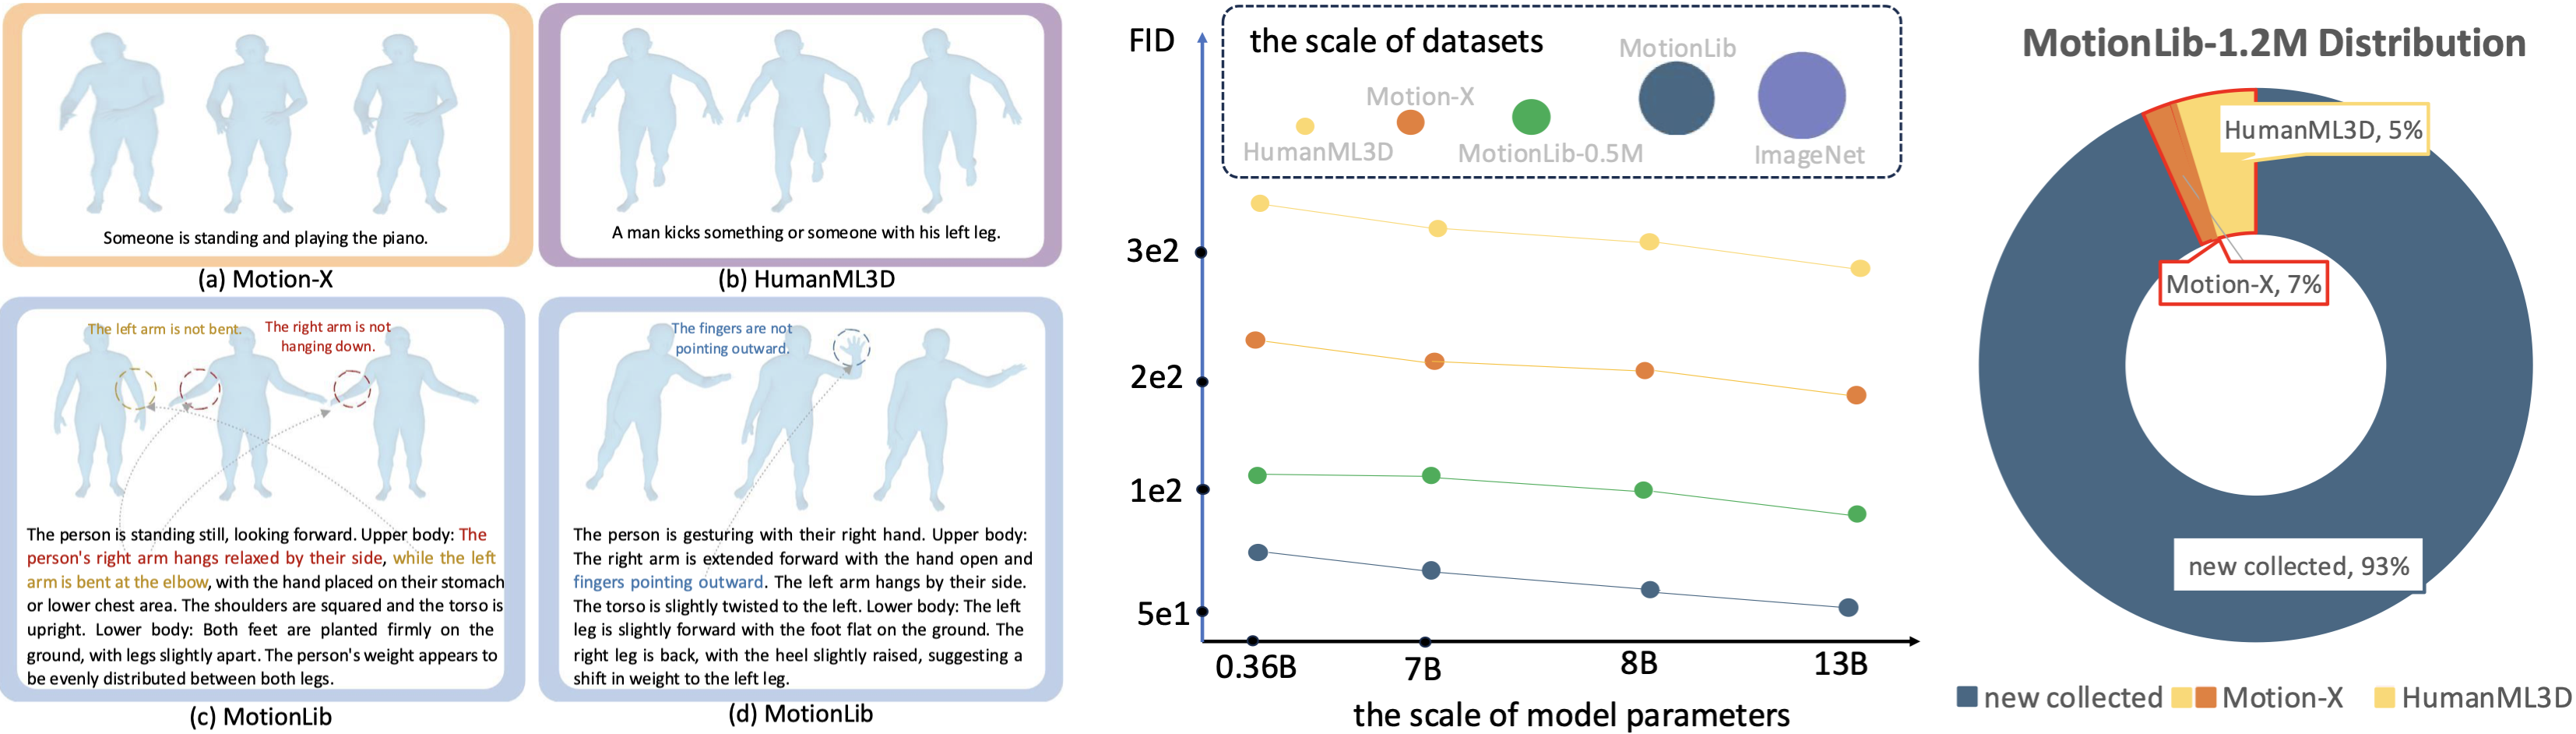 Someone is standing and playing the piano.
(a) Motion-X
A man kicks something or someone with his left leg.
(b) HumanML3D
The left arm is not bent.
The right arm is not
hanging down.
The person is standing still, looking forward. Upper body: The
person's right arm hangs relaxed by their side, while the left
arm is bent at the elbow, with the hand placed on their stomach
or lower chest area. The shoulders are squared and the torso is
upright. Lower body: Both feet are planted firmly on the
ground, with legs slightly apart. The person's weight appears to
be evenly distributed between both legs.
(c) MotionLib
The fingers are not
pointing outward.
The person is gesturing with their right hand. Upper body:
The right arm is extended forward with the hand open and
fingers pointing outward. The left arm hangs by their side.
The torso is slightly twisted to the left. Lower body: The left
leg is slightly forward with the foot flat on the ground. The
right leg is back, with the heel slightly raised, suggesting a
shift in weight to the left leg.
(d) MotionLib
FID
the scale of datasets
HumanML3D
Motion-X
MotionLib-0.5M
MotionLib
ImageNet
3e2
2e2
1e2
5e1
0.36B
7B
8B
13B
the scale of model parameters
MotionLib-1.2M Distribution
HumanML3D, 5%
Motion-X, 7%
new collected, 93%
new collected
Motion-X
HumanML3D